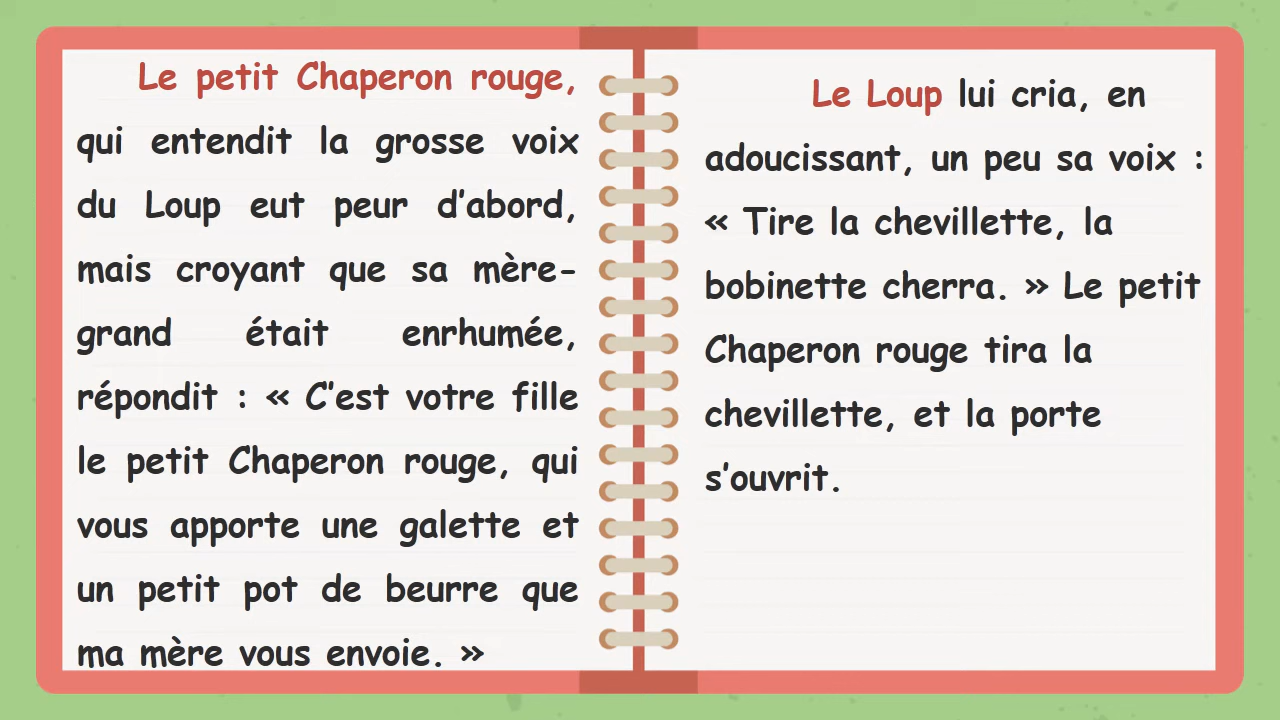 Le petit Chaperon rouge,
qui entendit la grosse voix
du Loup eut peur d’abord,
mais croyant que sa mère-
grand était enrhumée,
répondit : « C’est votre fille
le petit Chaperon rouge, qui
vous apporte une galette et
un petit pot de beurre que
ma mère vous envoie. »
Le Loup lui cria, en
adoucissant, un peu sa voix :
« Tire la chevillette, la
bobinette cherra. » Le petit
Chaperon rouge tira la
chevillette, et la porte
s’ouvrit.